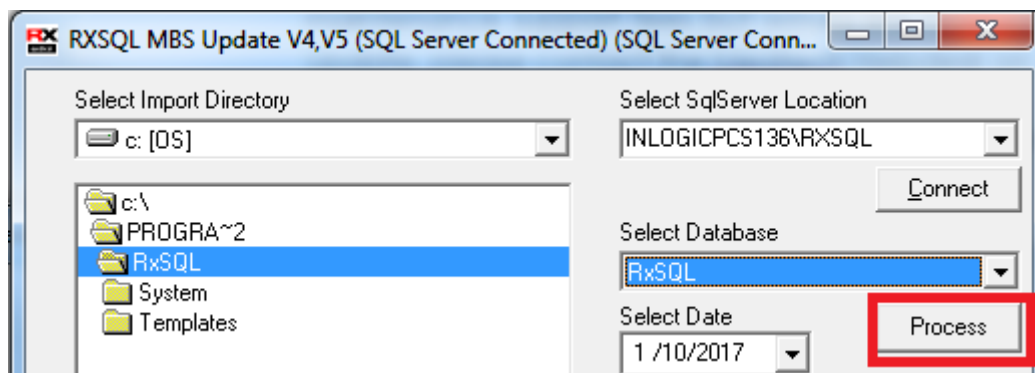 RXSQL MBS Update V4,V5 (SQL Server Connected) (SQL Server Conn...
Select Import Directory
c: [OS]
c:\
PROGRA~2
RxSQL
System
Templates
Select SqlServer Location
INLOGICPCS136\RXSQL
Connect
Select Database
RxSQL
Select Date
1 /10/2017
Process